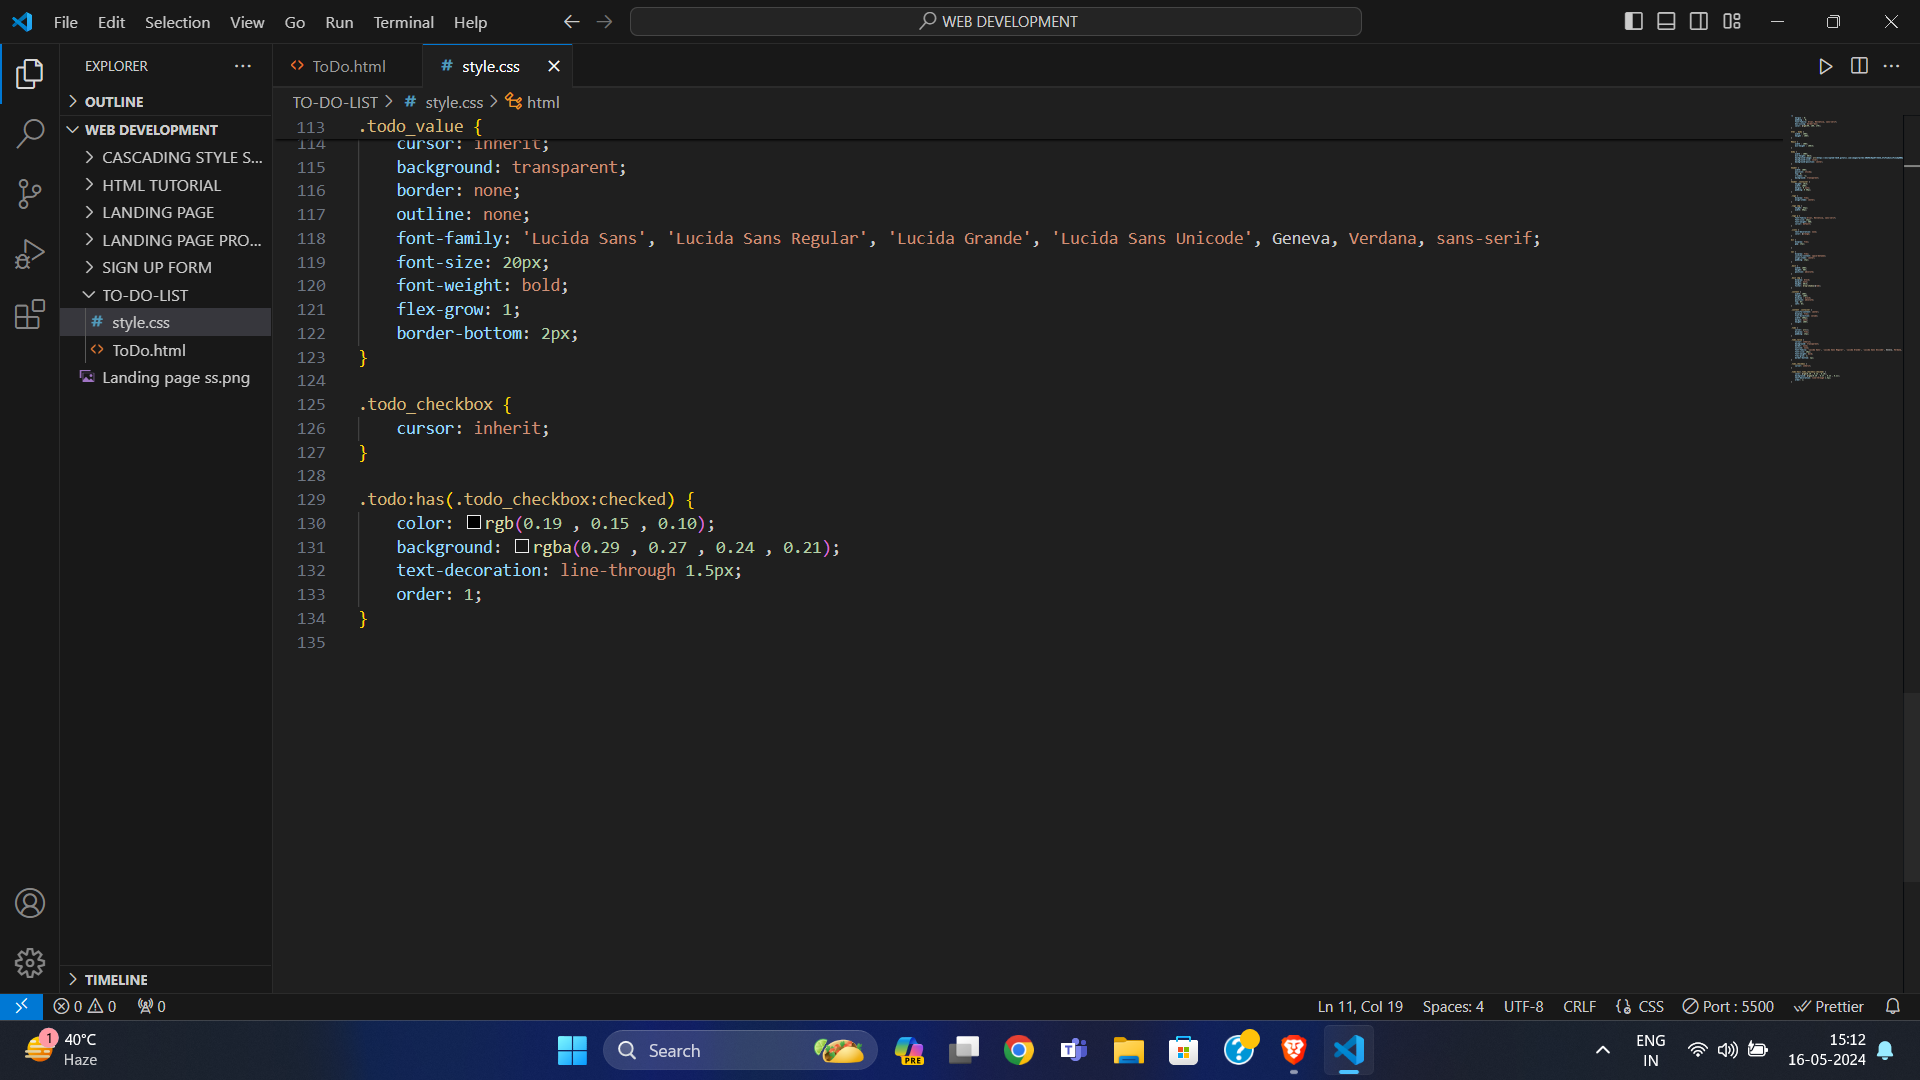 File Edit Selection View Go Run Terminal Help
WEB DEVELOPMENT
EXPLORER
OUTLINE
WEB DEVELOPMENT
CASCADING STYLE S...
HTML TUTORIAL
LANDING PAGE
LANDING PAGE PRO...
SIGN UP FORM
TO-DO-LIST
# style.css
<> ToDo.html
Landing page ss.png
TIMELINE
<> ToDo.html # style.css
TO-DO-LIST > # style.css > html
113 .todo_value {
114 cursor: inherit;
115 background: transparent;
116 border: none;
117 outline: none;
118 font-family: 'Lucida Sans', 'Lucida Sans Regular', 'Lucida Grande', 'Lucida Sans Unicode', Geneva, Verdana, sans-serif;
119 font-size: 20px;
120 font-weight: bold;
121 flex-grow: 1;
122 border-bottom: 2px;
123 }
124
125 .todo_checkbox {
126 cursor: inherit;
127 }
128
129 .todo:has(.todo_checkbox:checked) {
130 color: rgb(0.19 , 0.15 , 0.10);
131 background: rgba(0.29 , 0.27 , 0.24 , 0.21);
132 text-decoration: line-through 1.5px;
133 order: 1;
134 }
135
0 0 0 Ln 11, Col 19 Spaces: 4 UTF-8 CRLF CSS Port : 5500 Prettier
1
40°C
Haze
Search
PRE
ENG
IN
15:12
16-05-2024